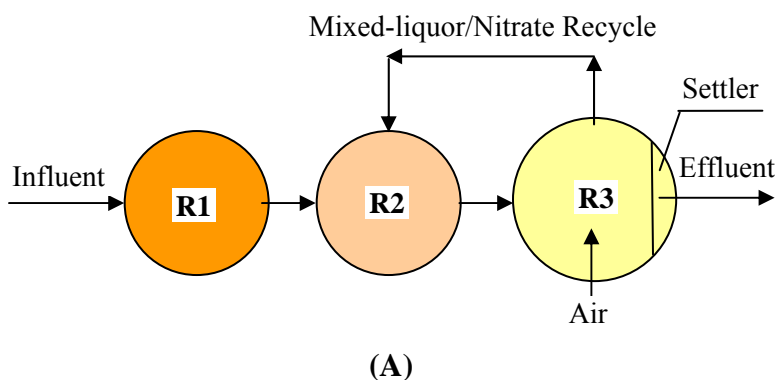 Mixed-liquor/Nitrate Recycle
Settler
Influent
R1
R2
R3
Effluent
Air
(A)